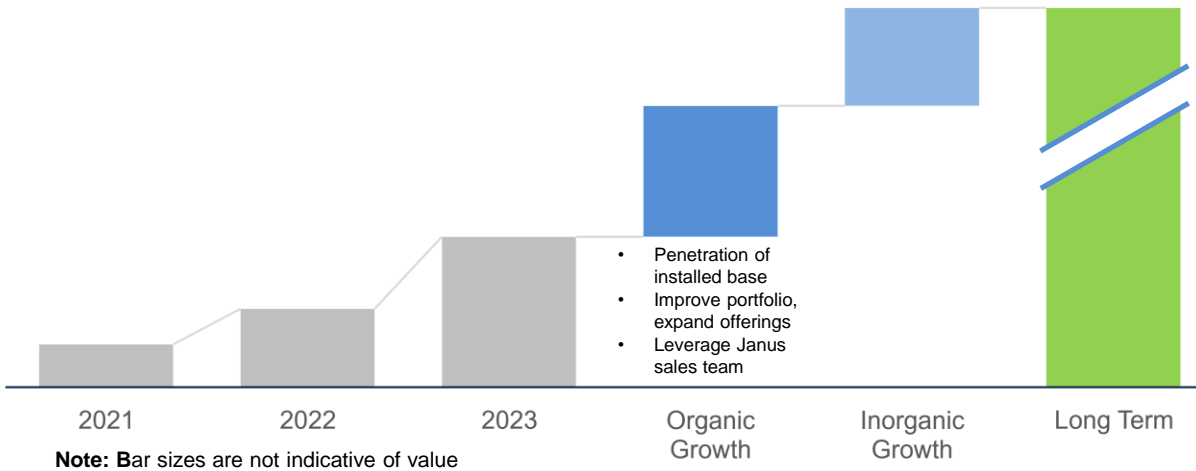 • Penetration of
installed base
• Improve portfolio,
expand offerings
• Leverage Janus
sales team
2021
2022
2023
Organic
Growth
Inorganic
Growth
Long Term
Note: Bar sizes are not indicative of value